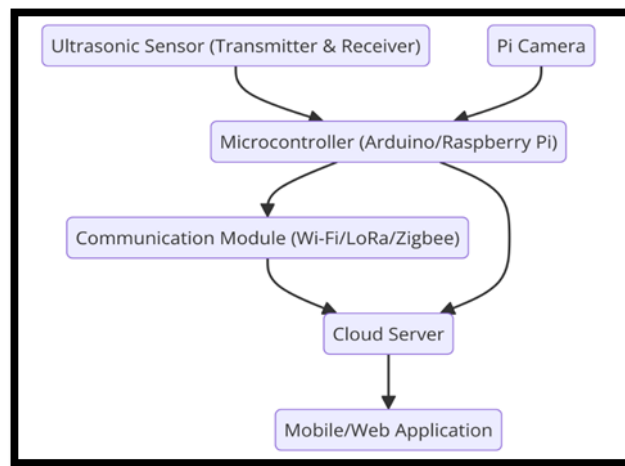 Ultrasonic Sensor (Transmitter & Receiver)
Pi Camera
Microcontroller (Arduino/Raspberry Pi)
Communication Module (Wi-Fi/LoRa/Zigbee)
Cloud Server
Mobile/Web Application